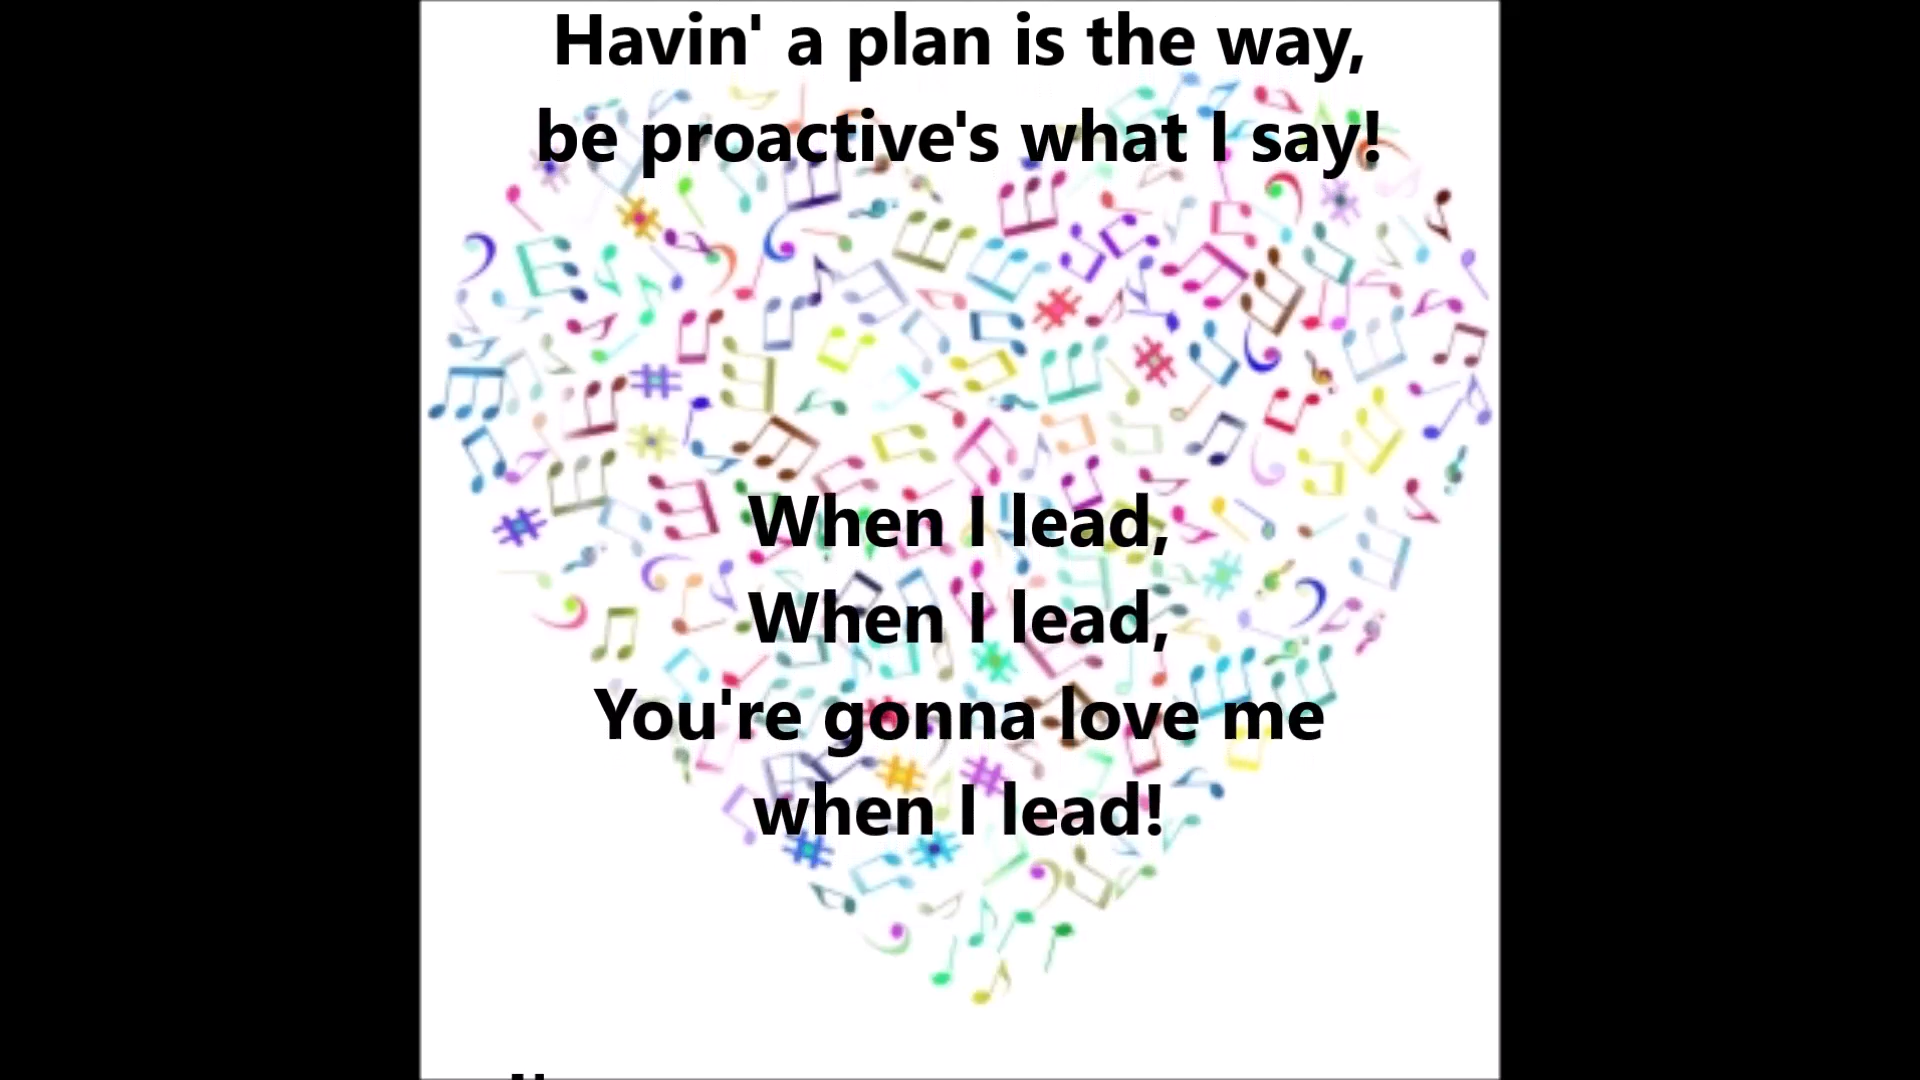 Havin' a plan is the way,
be proactive's what I say!
When I lead,
When I lead,
You're gonna love me
when I lead!